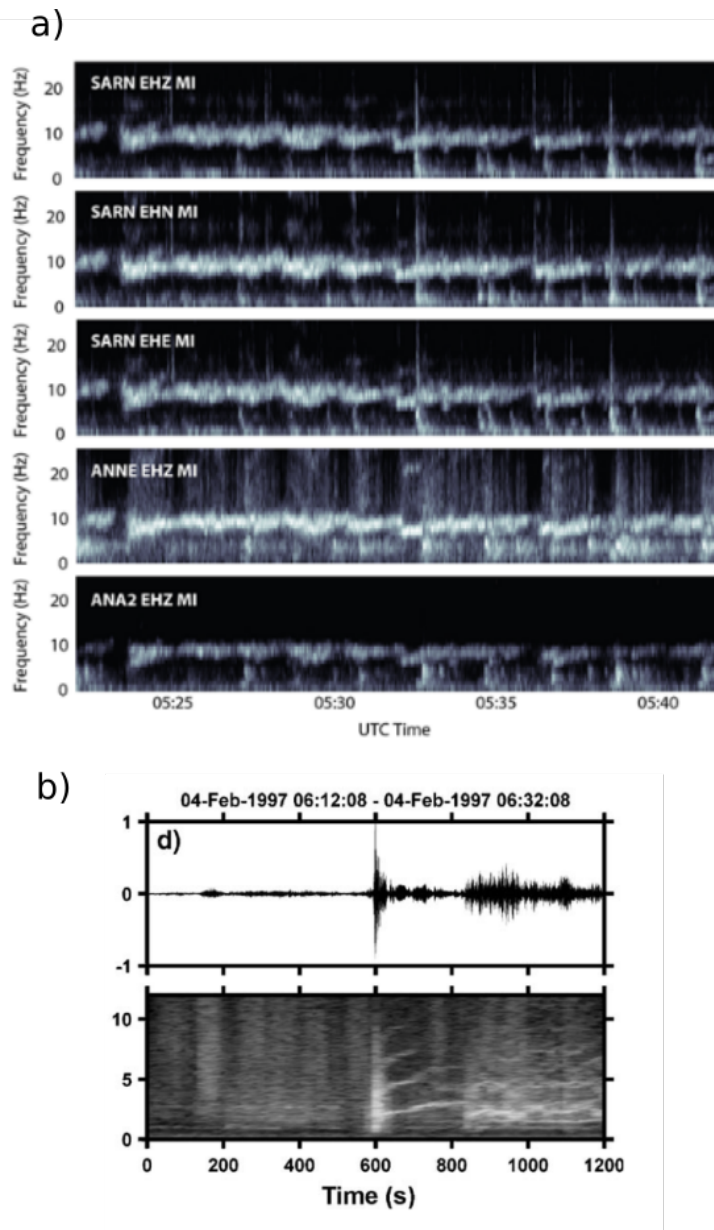 a)
Frequency (Hz)
20
10
0
SARN EHZ MI
Frequency (Hz)
20
10
0
SARN EHN MI
Frequency (Hz)
20
10
0
SARN EHE MI
Frequency (Hz)
20
10
0
ANNE EHZ MI
Frequency (Hz)
20
10
0
ANA2 EHZ MI
05:25 05:30 05:35 05:40
UTC Time
b)
04-Feb-1997 06:12:08 - 04-Feb-1997 06:32:08
1
d)
0
-1
10
5
0
0 200 400 600 800 1000 1200
Time (s)